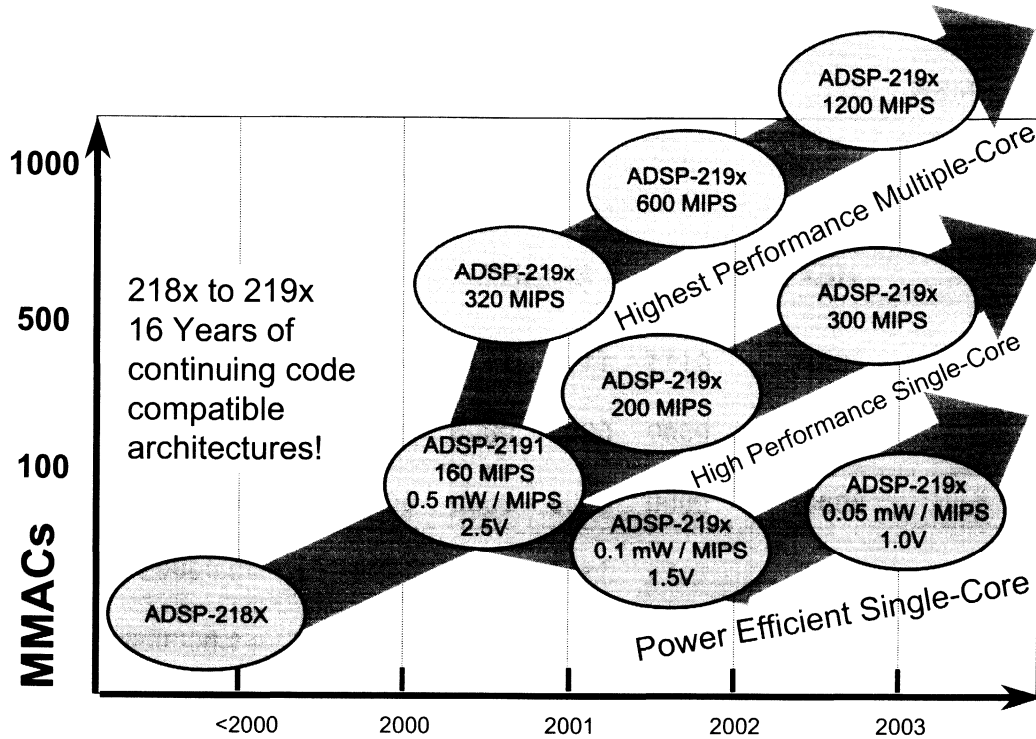 ADSP-219x
1200 MIPS
1000
ADSP-219x
600 MIPS
Highest Performance Multiple-Core
218x to 219x
16 Years of
continuing code
compatible
architectures!
ADSP-219x
320 MIPS
500
ADSP-219x
300 MIPS
ADSP-219x
200 MIPS
High Performance Single-Core
100
ADSP-2191
160 MIPS
0.5 mW / MIPS
2.5V
ADSP-219x
0.1 mW / MIPS
1.5V
ADSP-219x
0.05 mW / MIPS
1.0V
Power Efficient Single-Core
ADSP-218X
MMACs
<2000
2000
2001
2002
2003